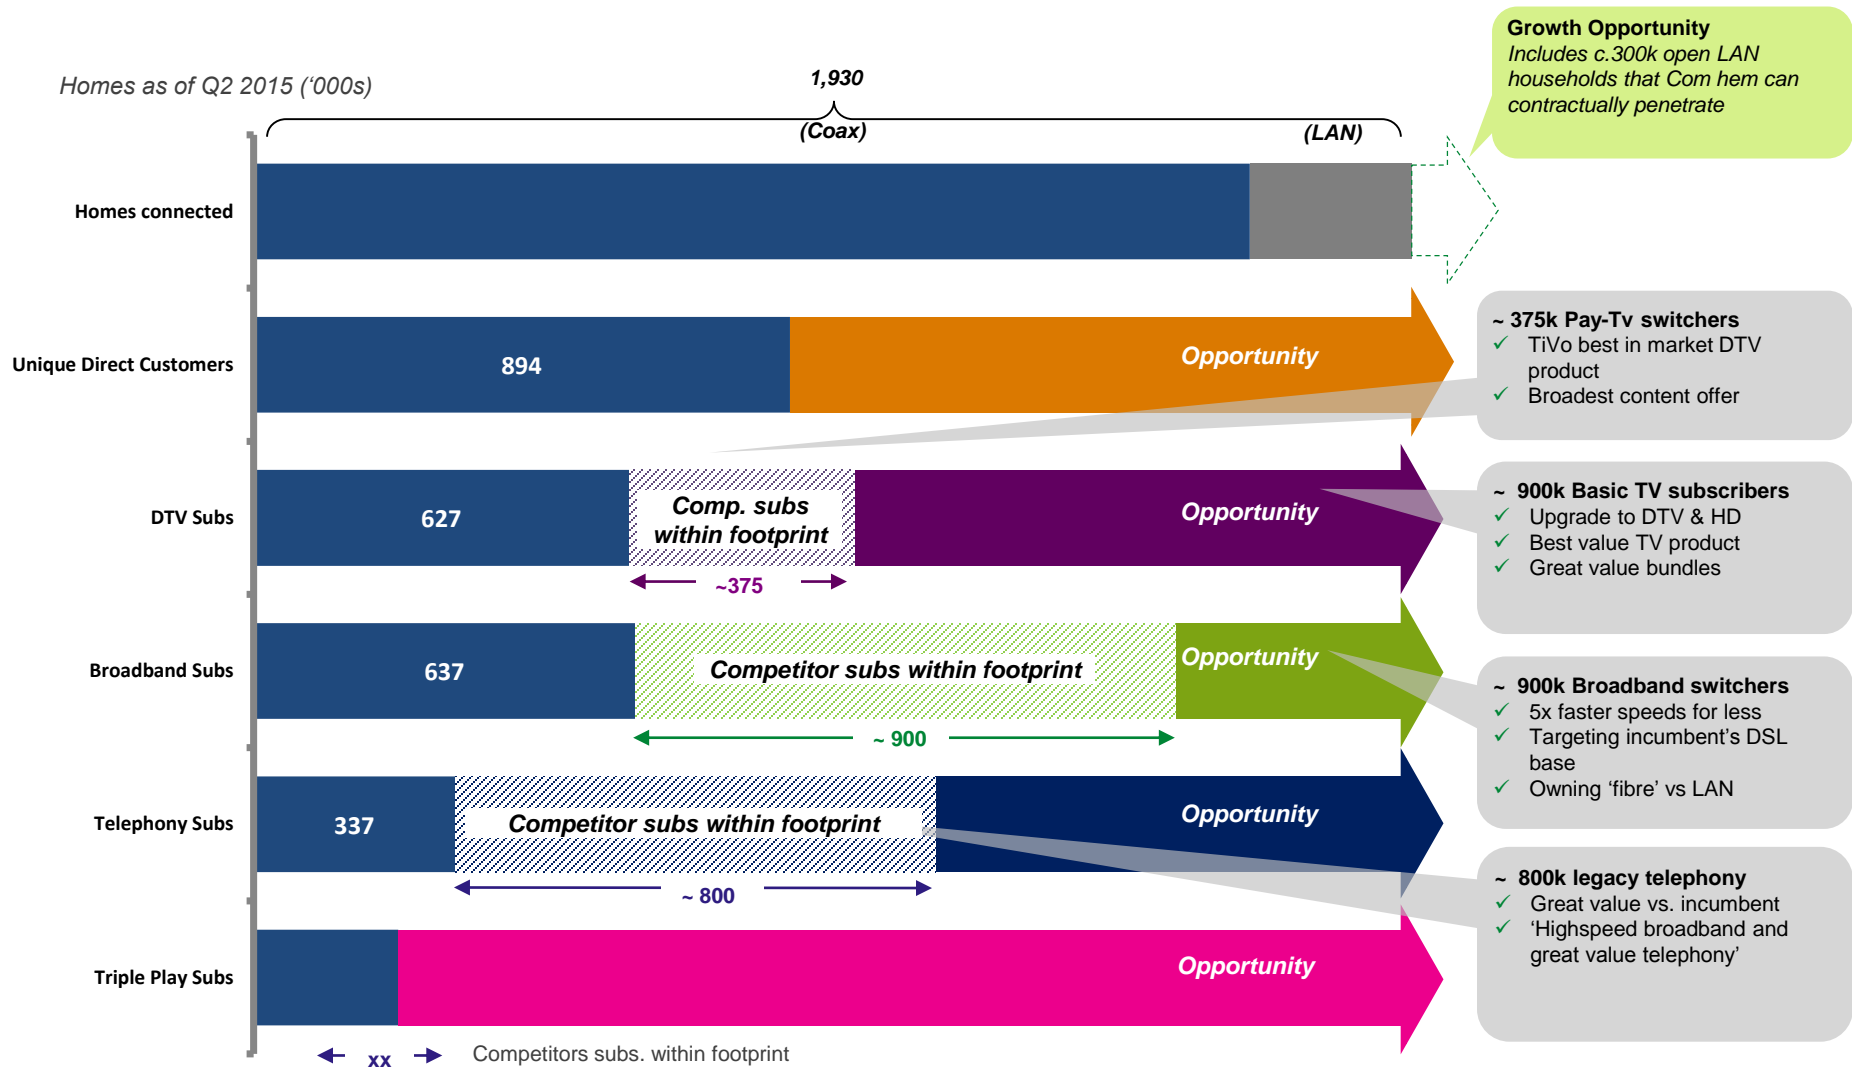 Homes as of Q2 2015 (‘000s)
1,930
(Coax)
(LAN)
Growth Opportunity
Includes c.300k open LAN
households that Com hem can
contractually penetrate
Homes connected
Unique Direct Customers
894
Opportunity
~ 375k Pay-Tv switchers
✓ TiVo best in market DTV
product
✓ Broadest content offer
DTV Subs
627
Comp. subs
within footprint
Opportunity
~375
~ 900k Basic TV subscribers
✓ Upgrade to DTV & HD
✓ Best value TV product
✓ Great value bundles
Broadband Subs
637
Competitor subs within footprint
Opportunity
~ 900
~ 900k Broadband switchers
✓ 5x faster speeds for less
✓ Targeting incumbent’s DSL
base
✓ Owning ‘fibre’ vs LAN
Telephony Subs
337
Competitor subs within footprint
Opportunity
~ 800
~ 800k legacy telephony
✓ Great value vs. incumbent
✓ ‘Highspeed broadband and
great value telephony’
Triple Play Subs
Opportunity
xx
Competitors subs. within footprint